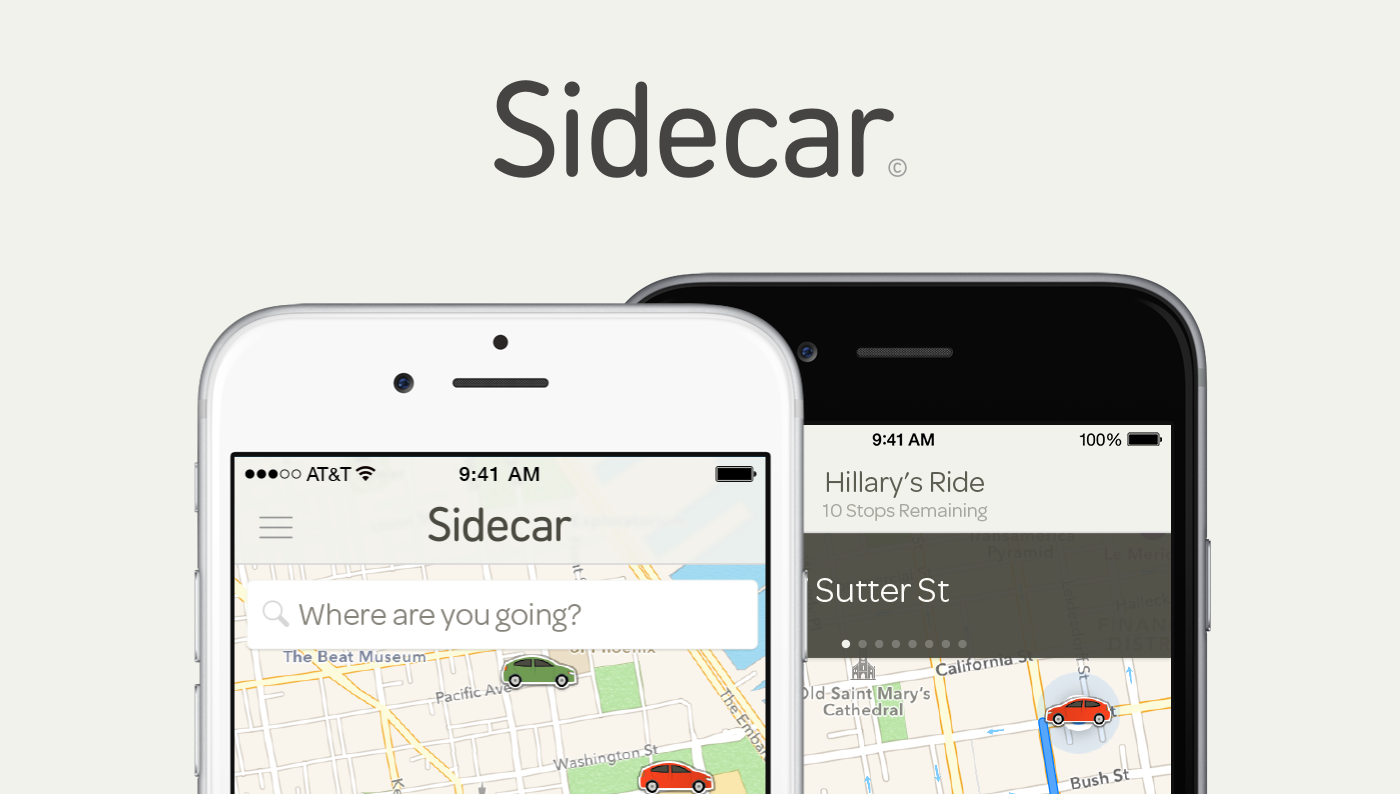 Sidecar©
●●●○○ AT&T 9:41 AM
Sidecar
Where are you going?
The Beat Museum
Pacific Ave
The Embar
Washington St
9:41 AM 100%
Hillary's Ride
10 Stops Remaining
Transamerica
Pyramid
Sutter St
California St
Old Saint Mary's
Cathedral
Bush St